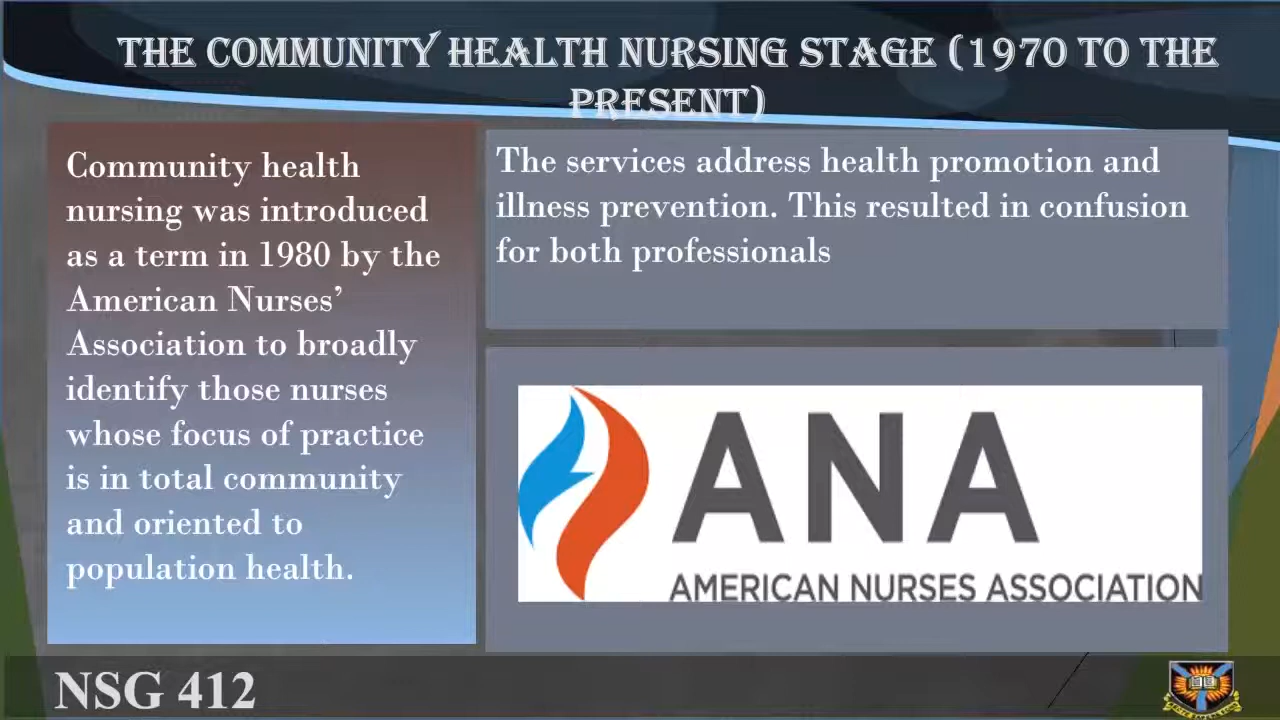 THE COMMUNITY HEALTH NURSING STAGE (1970 TO THE
PRESENT)
Community health
nursing was introduced
as a term in 1980 by the
American Nurses’
Association to broadly
identify those nurses
whose focus of practice
is in total community
and oriented to
population health.
The services address health promotion and
illness prevention. This resulted in confusion
for both professionals
ANA
AMERICAN NURSES ASSOCIATION
NSG 412